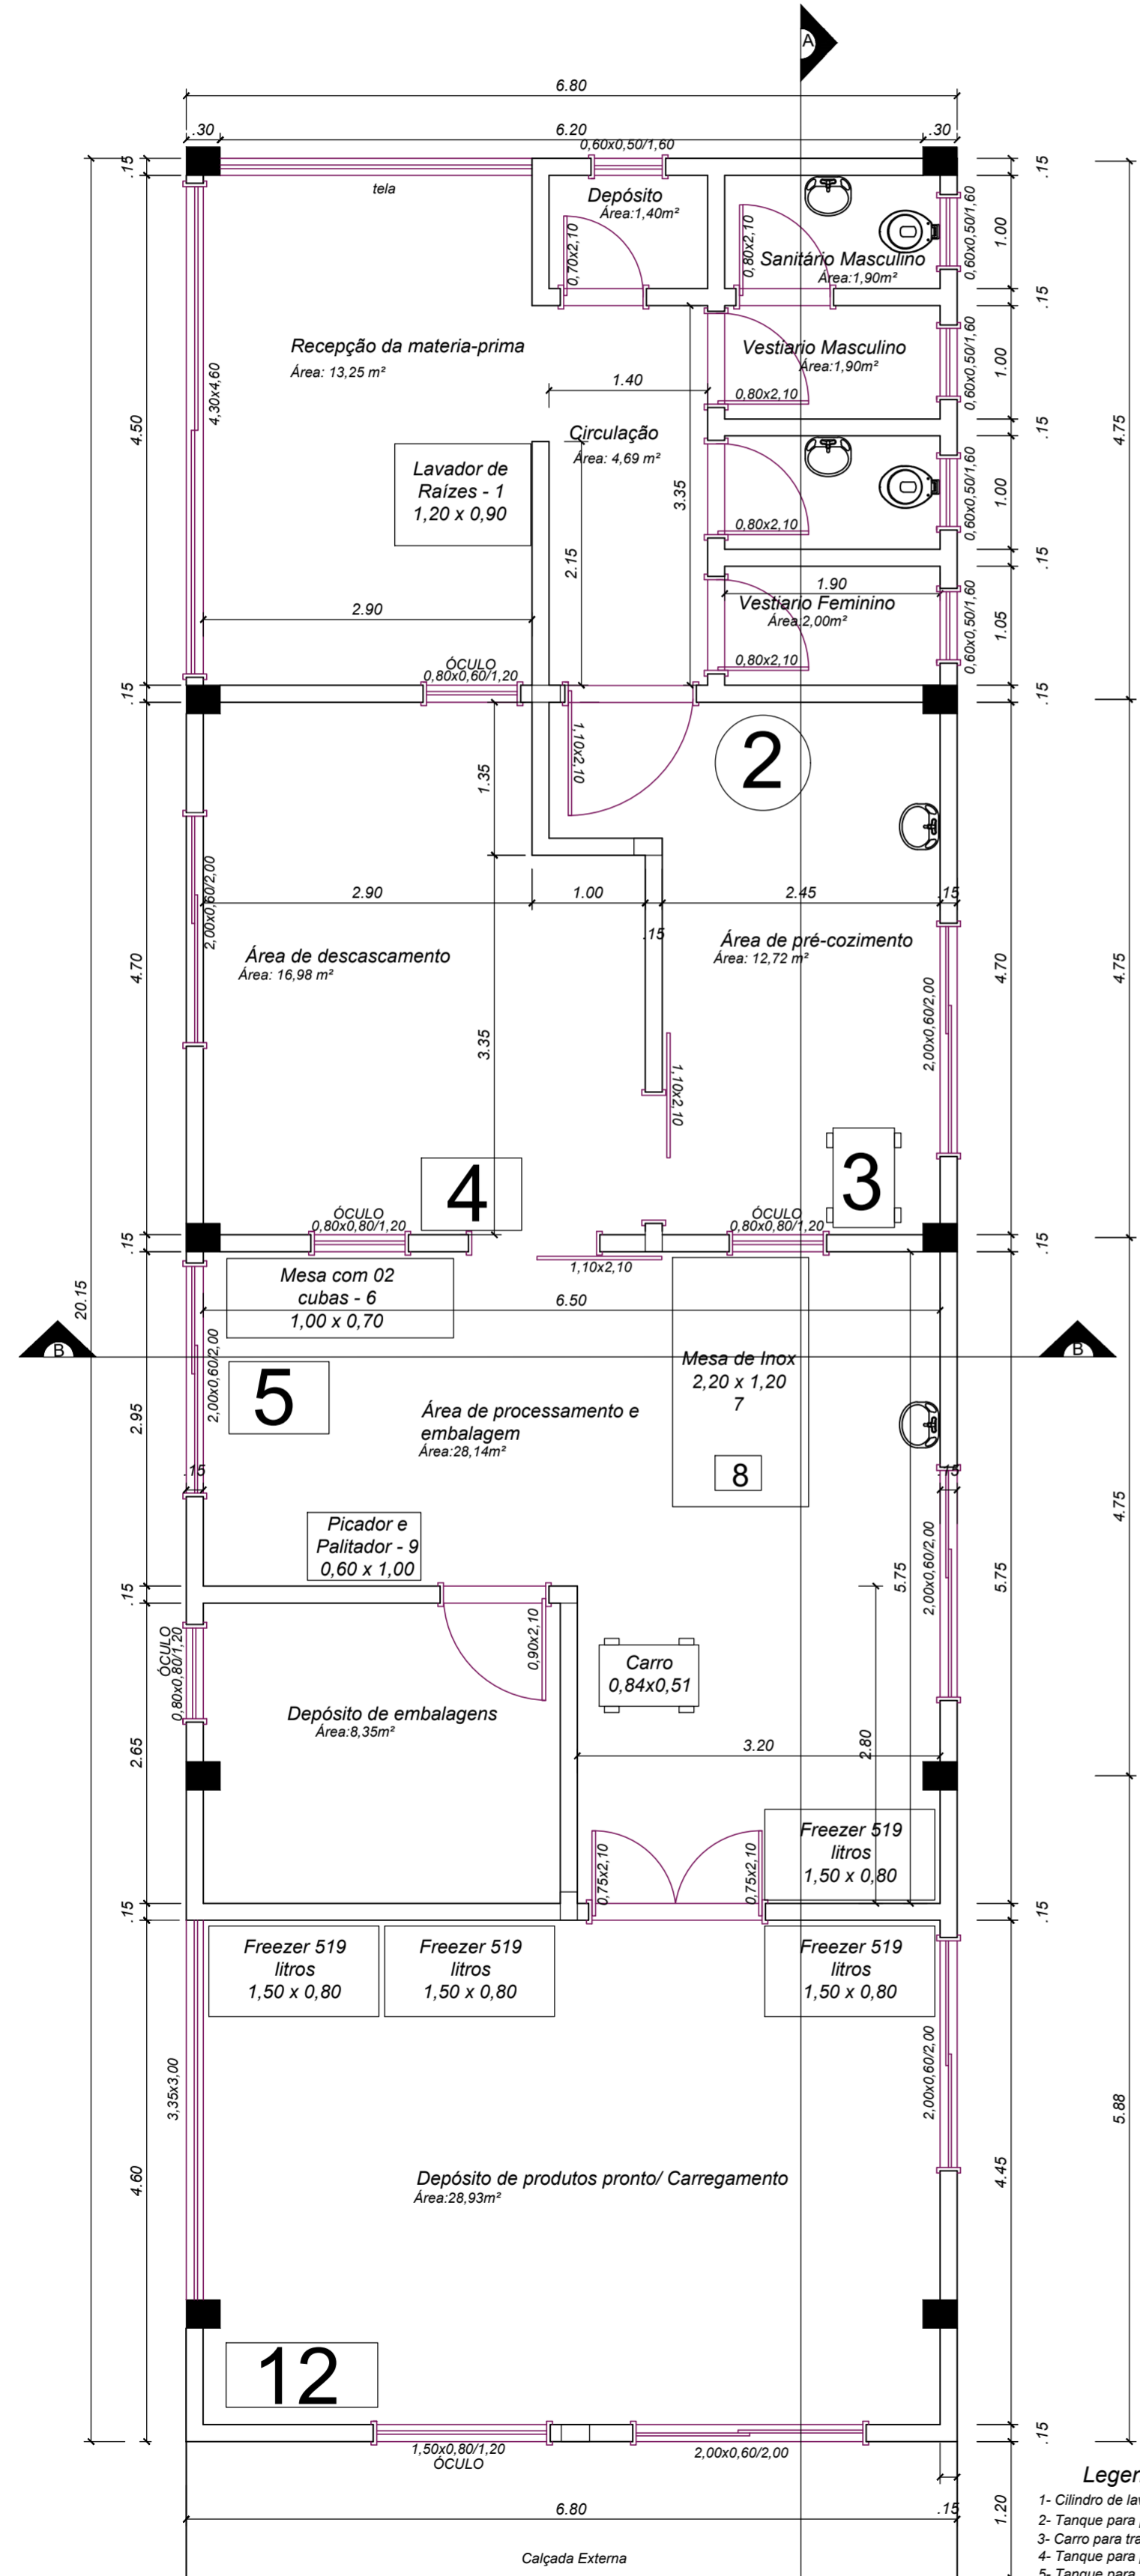 A
6.80
.30
6.20
.30
0,60x0,50/1,60
.15
tela
Depósito
Área:1,40m²
0,70x2,10
0,80x2,10
Sanitário Masculino
Área:1,90m²
0,60x0,50/1,60
1.00
.15
.15
Recepção da materia-prima
Área: 13,25 m²
4,30x4,60
4.50
1.40
Vestiario Masculino
Área:1,90m²
0,80x2,10
0,60x0,50/1,60
1.00
.15
4.75
Circulação
Área: 4,69 m²
Lavador de
Raízes - 1
1,20 x 0,90
3.35
2.15
0,80x2,10
0,60x0,50/1,60
1.00
.15
2.90
1.90
Vestiario Feminino
Área:2,00m²
0,80x2,10
0,60x0,50/1,60
1.05
ÓCULO
0,80x0,60/1,20
.15
.15
1,10x2,10
2
1.35
2,00x0,60/2,00
2.90
1.00
2.45
.15
.15
Área de descascamento
Área: 16,98 m²
Área de pré-cozimento
Área: 12,72 m²
4.70
3.35
1,10x2,10
2,00x0,60/2,00
4.70
4.75
4
3
ÓCULO
0,80x0,80/1,20
ÓCULO
0,80x0,80/1,20
.15
.15
1,10x2,10
Mesa com 02
cubas - 6
1,00 x 0,70
6.50
20.15
B
B
2,00x0,60/2,00
Mesa de Inox
2,20 x 1,20
7
5
2.95
Área de processamento e
embalagem
Área:28,14m²
8
.15
.15
4.75
Picador e
Palitador - 9
0,60 x 1,00
2,00x0,60/2,00
5.75
5.75
.15
0,90x2,10
ÓCULO
0,80x0,80/1,20
Carro
0,84x0,51
Depósito de embalagens
Área:8,35m²
2.65
3.20
2.80
0,75x2,10
0,75x2,10
Freezer 519
litros
1,50 x 0,80
.15
.15
Freezer 519
litros
1,50 x 0,80
Freezer 519
litros
1,50 x 0,80
Freezer 519
litros
1,50 x 0,80
3,35x3,00
2,00x0,60/2,00
5.88
4.60
4.45
Depósito de produtos pronto/ Carregamento
Área:28,93m²
12
1,50x0,80/1,20
ÓCULO
2,00x0,60/2,00
.15
6.80
.15
1.20
Calçada Externa
1- Cilindro de
2- Tanque para
3- Carro para
4- Tanque para
5- Tanque para